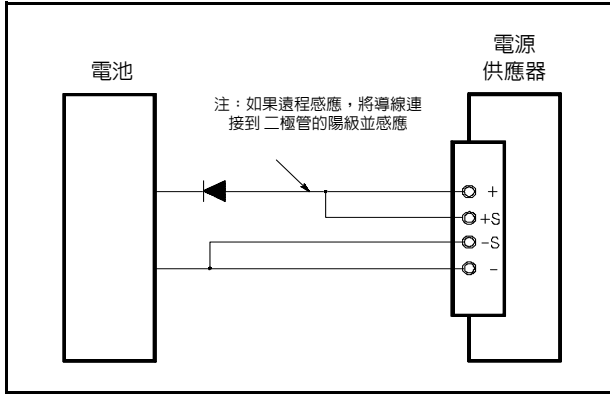 電池
電源
供應器
注：如果遠程感應，將導線連
接到 二極管的陽級並感應
+
+S
-S
-